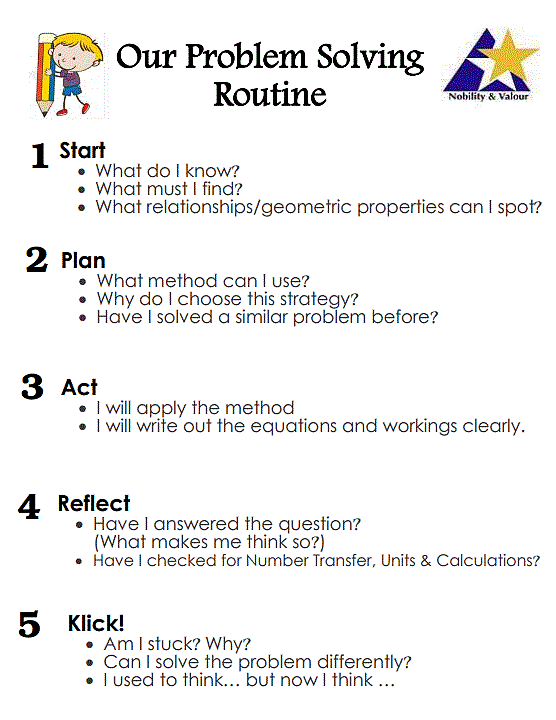 Our Problem Solving
Routine
Nobility & Valour
1 Start
• What do I know?
• What must I find?
• What relationships/geometric properties can I spot?
2 Plan
• What method can I use?
• Why do I choose this strategy?
• Have I solved a similar problem before?
3 Act
• I will apply the method
• I will write out the equations and workings clearly.
4 Reflect
• Have I answered the question?
(What makes me think so?)
• Have I checked for Number Transfer, Units & Calculations?
5 Klick!
• Am I stuck? Why?
• Can I solve the problem differently?
• I used to think... but now I think ...